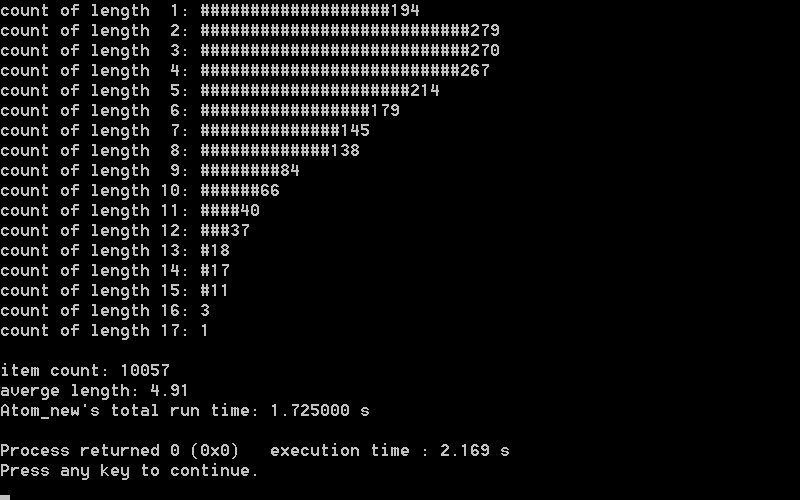 count of length  1: ###################194
count of length  2: ###########################279
count of length  3: ###########################270
count of length  4: ##########################267
count of length  5: #####################214
count of length  6: #################179
count of length  7: ##############145
count of length  8: #############138
count of length  9: ########84
count of length 10: ######66
count of length 11: ####40
count of length 12: ###37
count of length 13: #18
count of length 14: #17
count of length 15: #11
count of length 16: 3
count of length 17: 1
item count: 10057
averge length: 4.91
Atom_new's total run time: 1.725000 s
Process returned 0 (0x0)   execution time : 2.169 s
Press any key to continue.